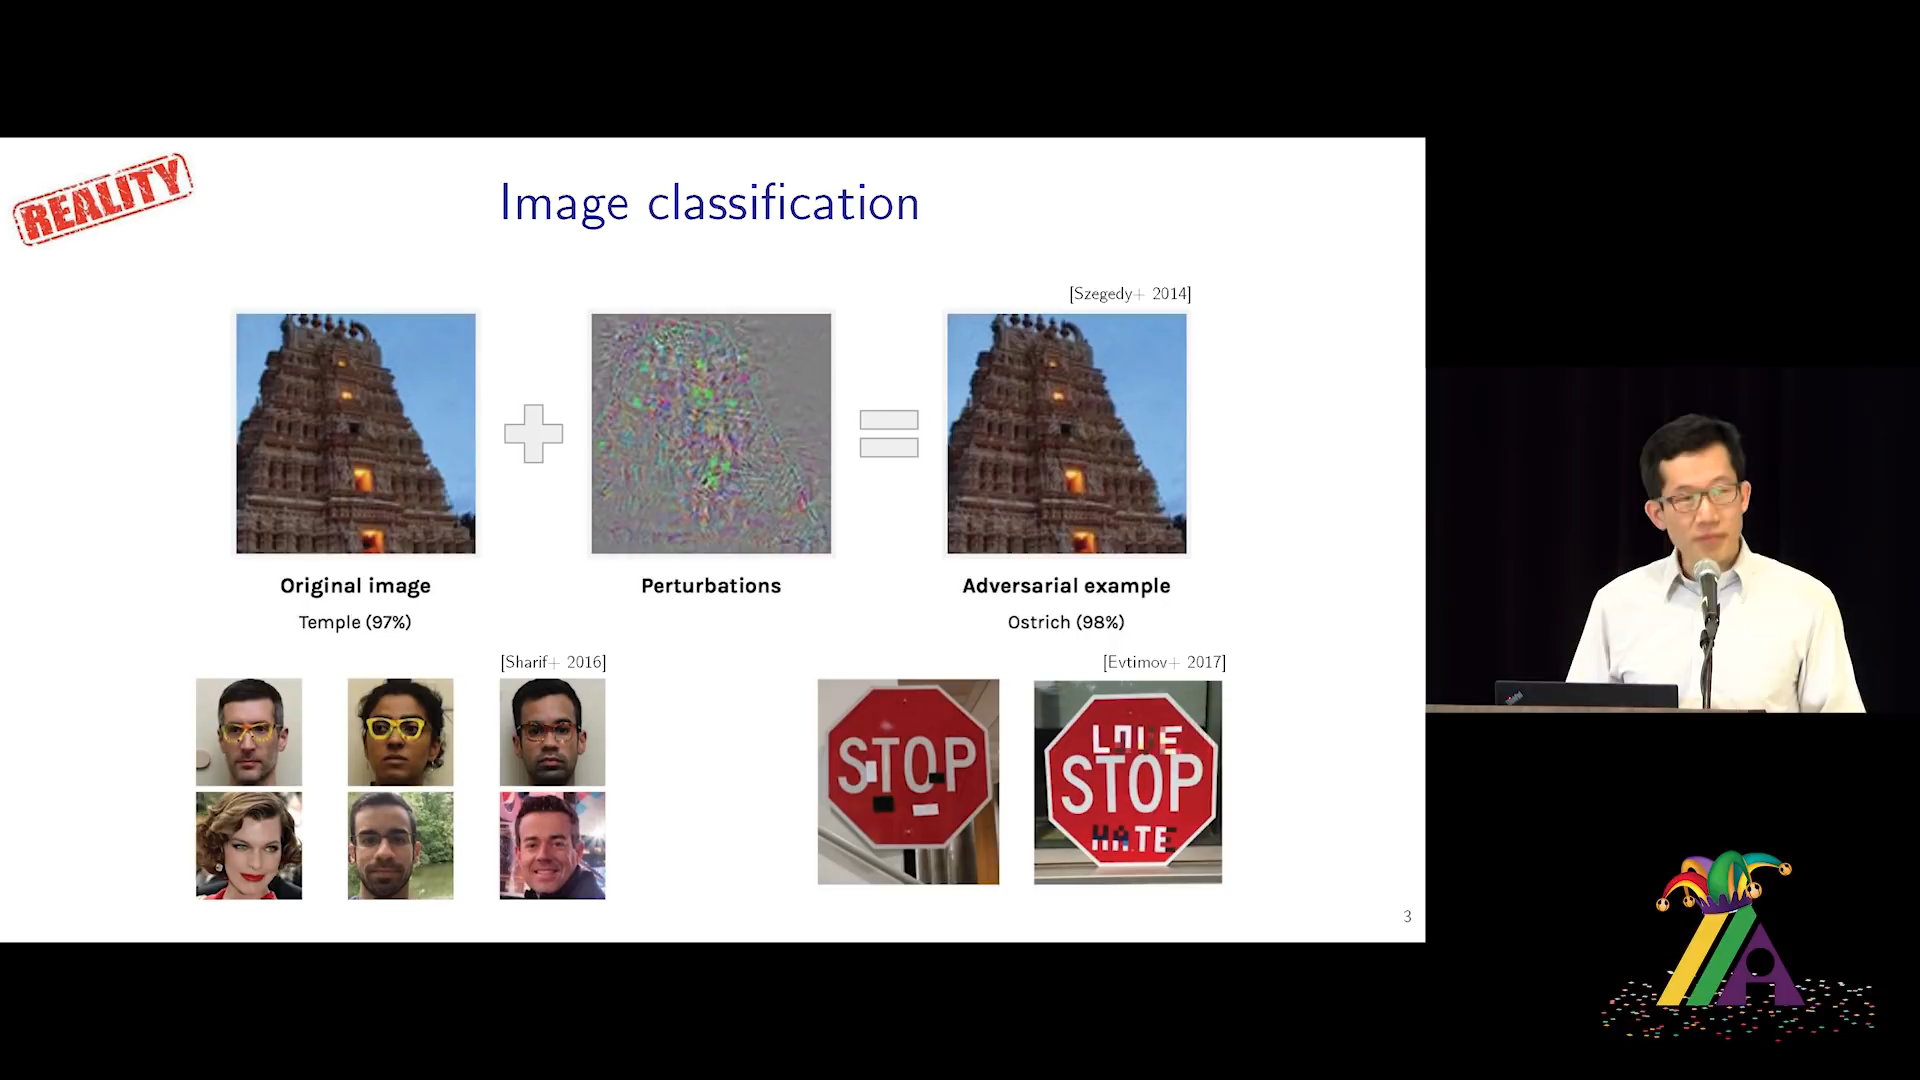 REALITY
Image classification
[Szegedy+ 2014]
Original image
Perturbations
Adversarial example
Temple (97%)
Ostrich (98%)
[Sharif+ 2016]
[Evtimov+ 2017]
STOP
LOVE
STOP
HATE
3